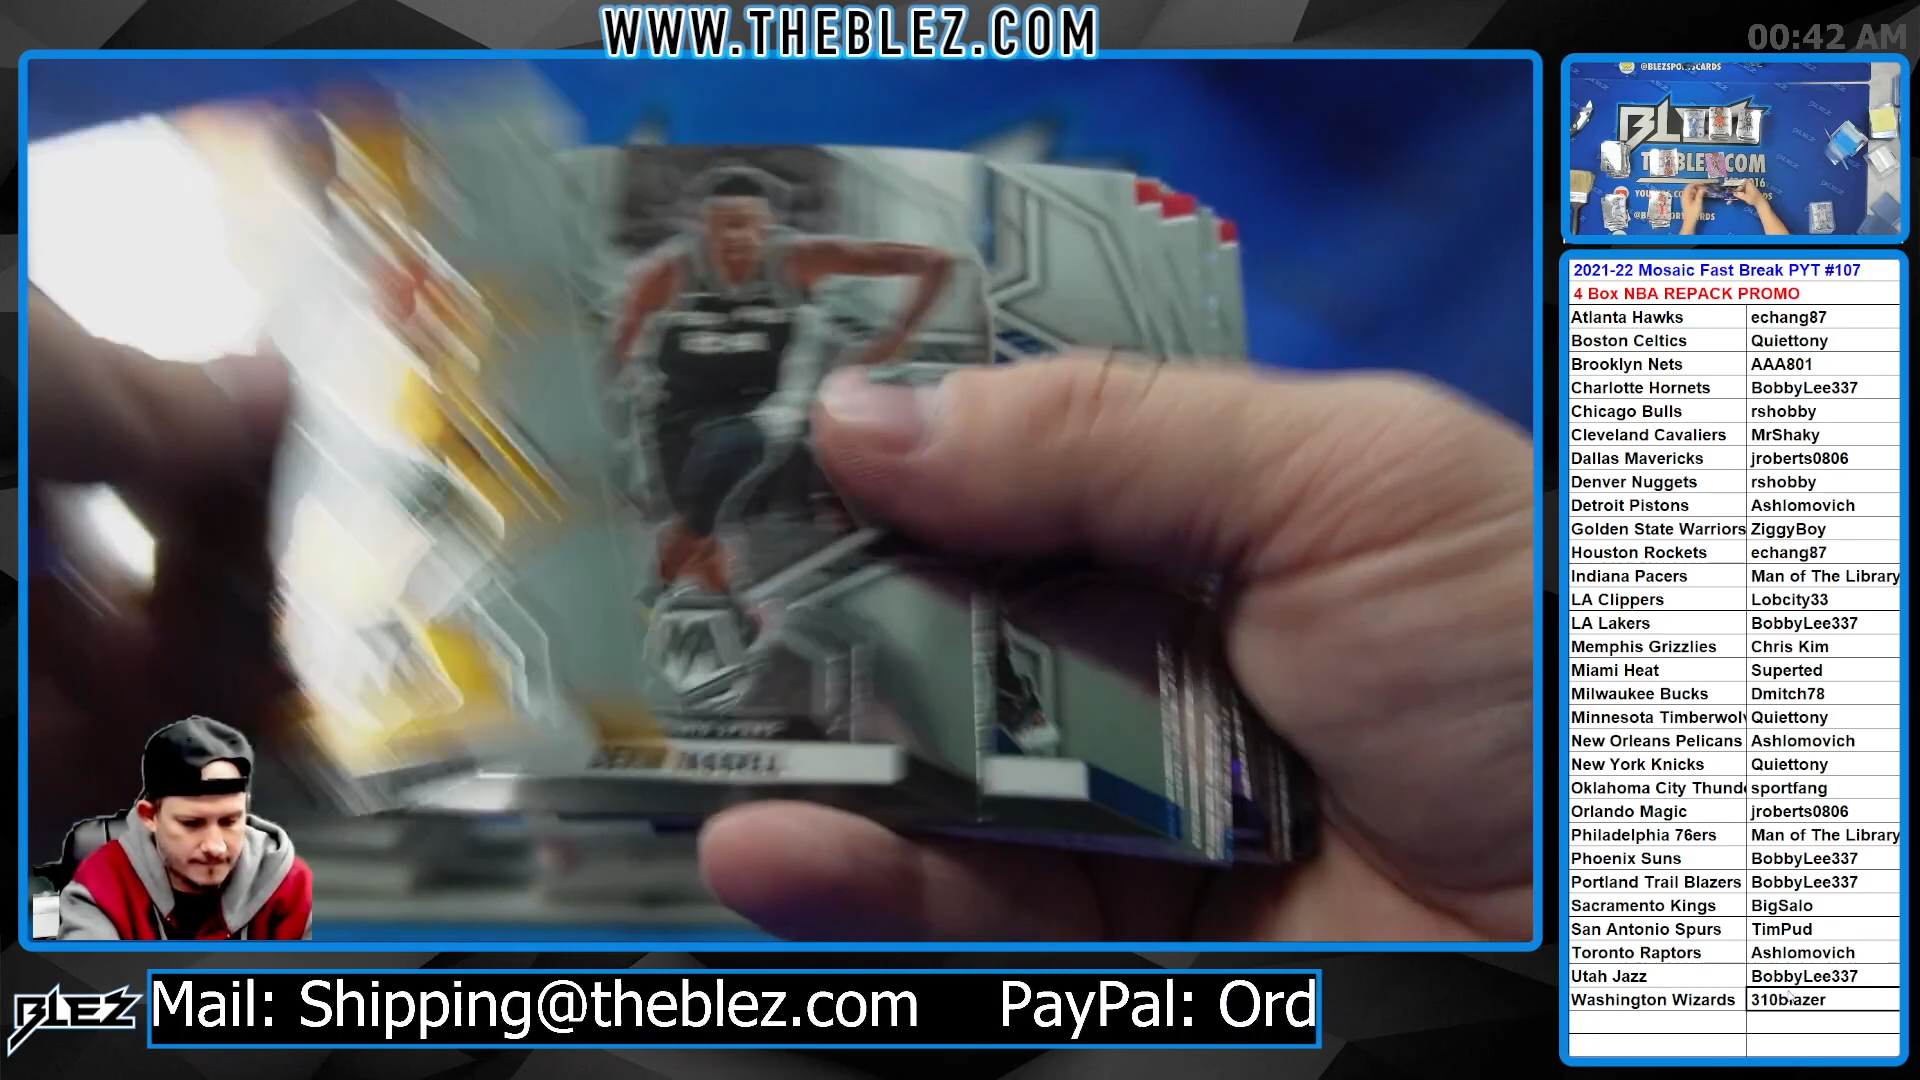 WWW.THEBLEZ.COM
00:42 AM
@BLEZSPORTSCARDS
BL
THEBLEZ.COM
2021-22 Mosaic Fast Break PYT #107
4 Box NBA REPACK PROMO
Atlanta Hawks echang87
Boston Celtics Quiettony
Brooklyn Nets AAA801
Charlotte Hornets BobbyLee337
Chicago Bulls rshobby
Cleveland Cavaliers MrShaky
Dallas Mavericks jroberts0806
Denver Nuggets rshobby
Detroit Pistons Ashlomovich
Golden State Warriors ZiggyBoy
Houston Rockets echang87
Indiana Pacers Man of The Library
LA Clippers Lobcity33
LA Lakers BobbyLee337
Memphis Grizzlies Chris Kim
Miami Heat Superted
Milwaukee Bucks Dmitch78
Minnesota Timberwolv Quiettony
New Orleans Pelicans Ashlomovich
New York Knicks Quiettony
Oklahoma City Thunde sportfang
Orlando Magic jroberts0806
Philadelphia 76ers Man of The Library
Phoenix Suns BobbyLee337
Portland Trail Blazers BobbyLee337
Sacramento Kings BigSalo
San Antonio Spurs TimPud
Toronto Raptors Ashlomovich
Utah Jazz BobbyLee337
Washington Wizards 310blazer
BLEZ
Mail: Shipping@theblez.com PayPal: Ord